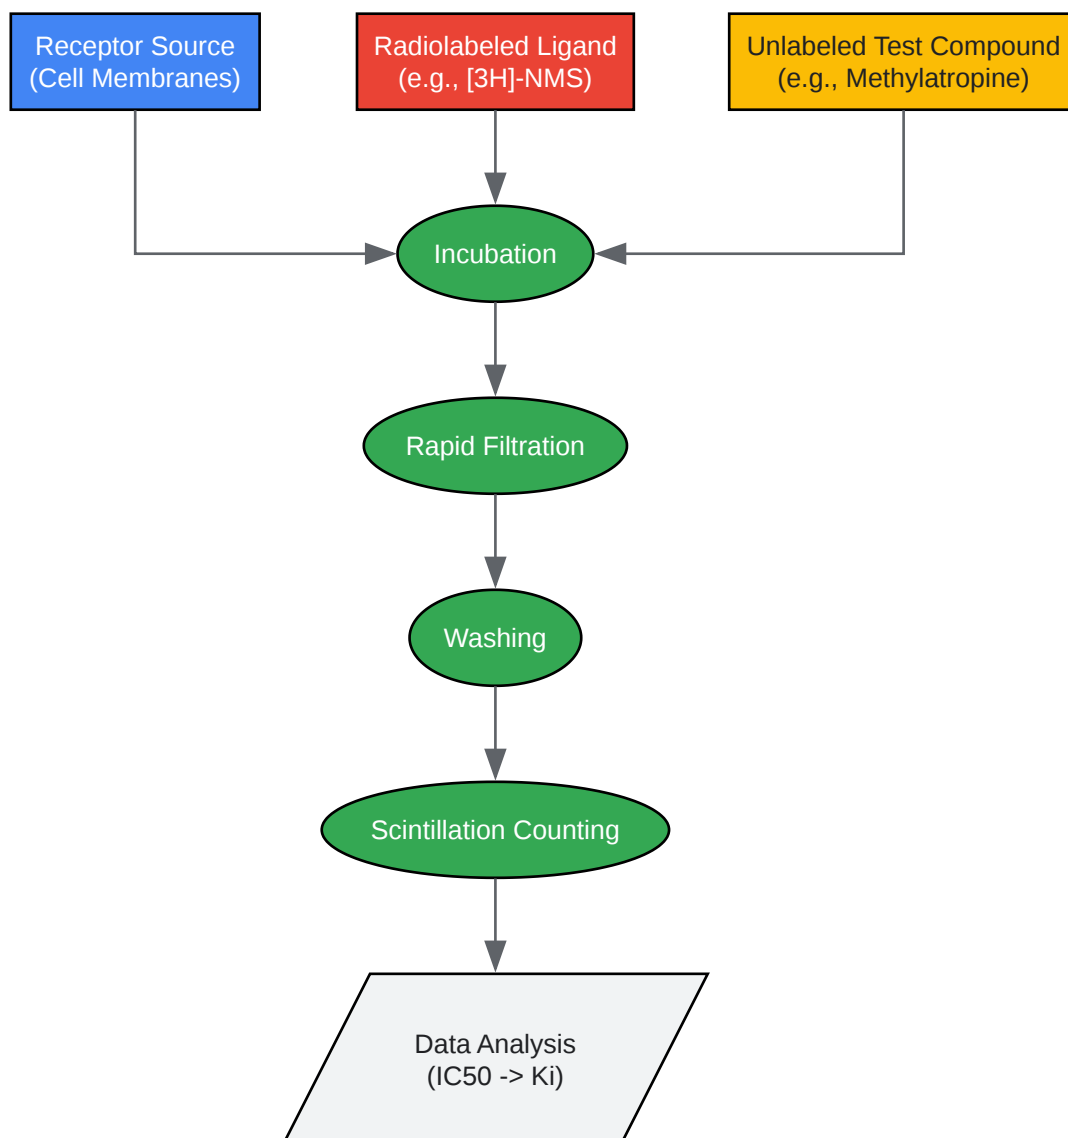 Receptor Source
(Cell Membranes)
Radiolabeled Ligand
(e.g., [3H]-NMS)
Unlabeled Test Compound
(e.g., Methylatropine)
Incubation
Rapid Filtration
Washing
Scintillation Counting
Data Analysis
(IC50 -> Ki)